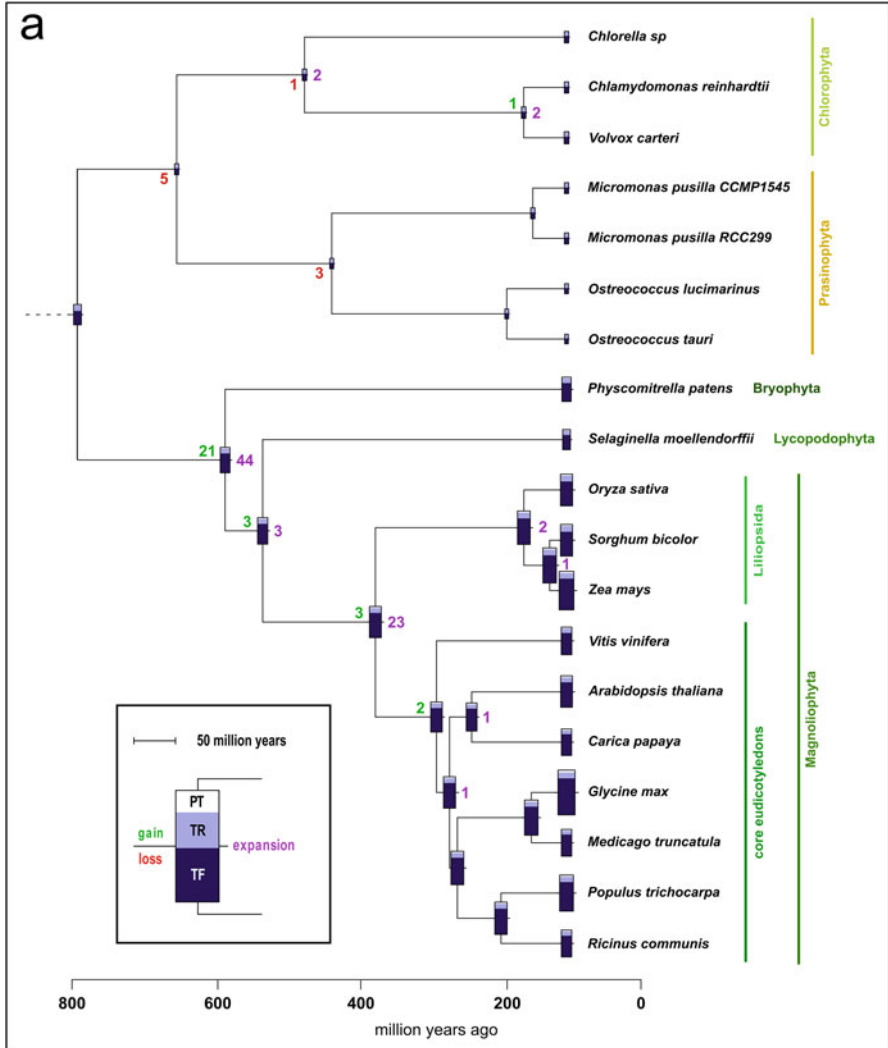 a
Chlorella sp
1 2
Chlamydomonas reinhardtii
1 2
Volvox carteri
Chlorophyta
5
Micromonas pusilla CCMP1545
Micromonas pusilla RCC299
3
Ostreococcus lucimarinus
Ostreococcus tauri
Prasinophyta
Physcomitrella patens Bryophyta
21 44
Selaginella moellendorffii Lycopodophyta
3 3
Oryza sativa
2
Sorghum bicolor
1
Zea mays
Liliopsida
3 23
Vitis vinifera
Arabidopsis thaliana
2 1
Carica papaya
Glycine max
1
Medicago truncatula
Populus trichocarpa
Ricinus communis
core eudicotyledons
Magnoliophyta
50 million years
PT
gain TR expansion
loss TF
800 600 400 200 0
million years ago